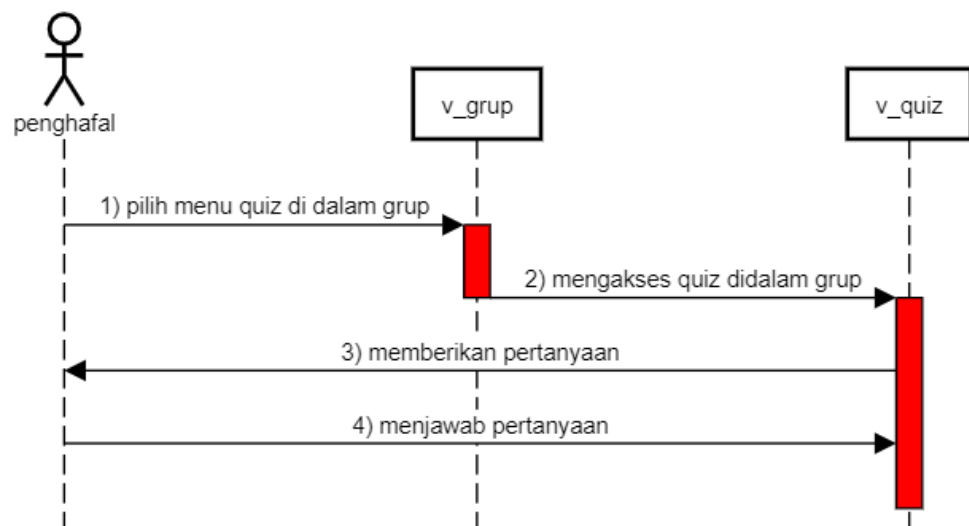 penghafal
v_grup
v_quiz
1) pilih menu quiz di dalam grup
2) mengakses quiz didalam grup
3) memberikan pertanyaan
4) menjawab pertanyaan